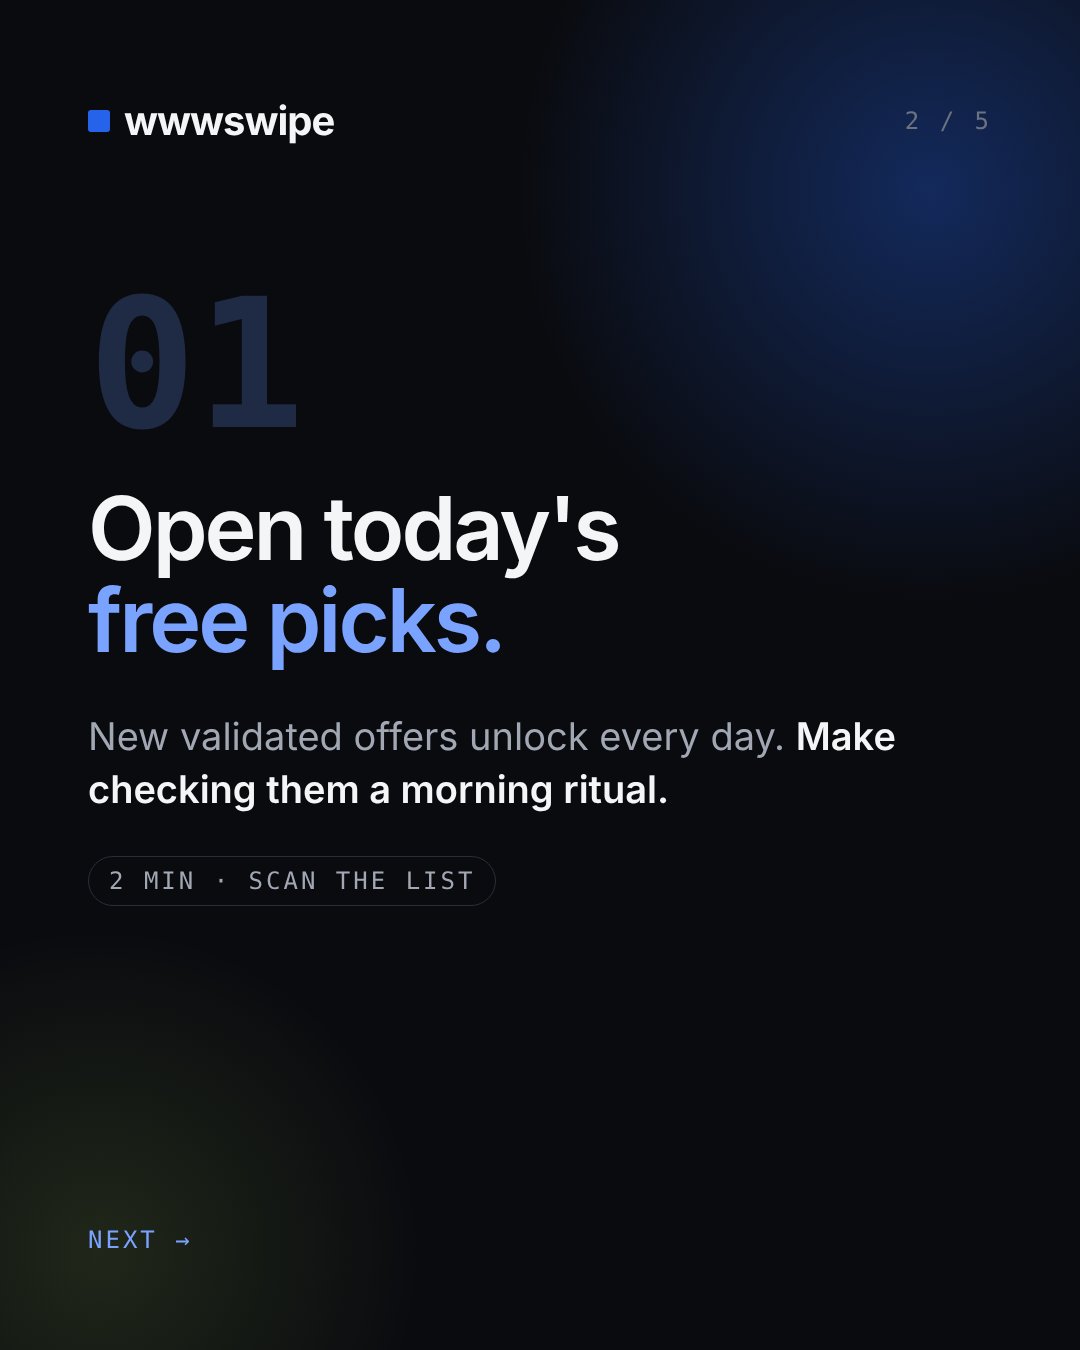 wwwswipe
2 / 5
01
Open today's
free picks.
New validated offers unlock every day. Make
checking them a morning ritual.
2 MIN · SCAN THE LIST
NEXT →